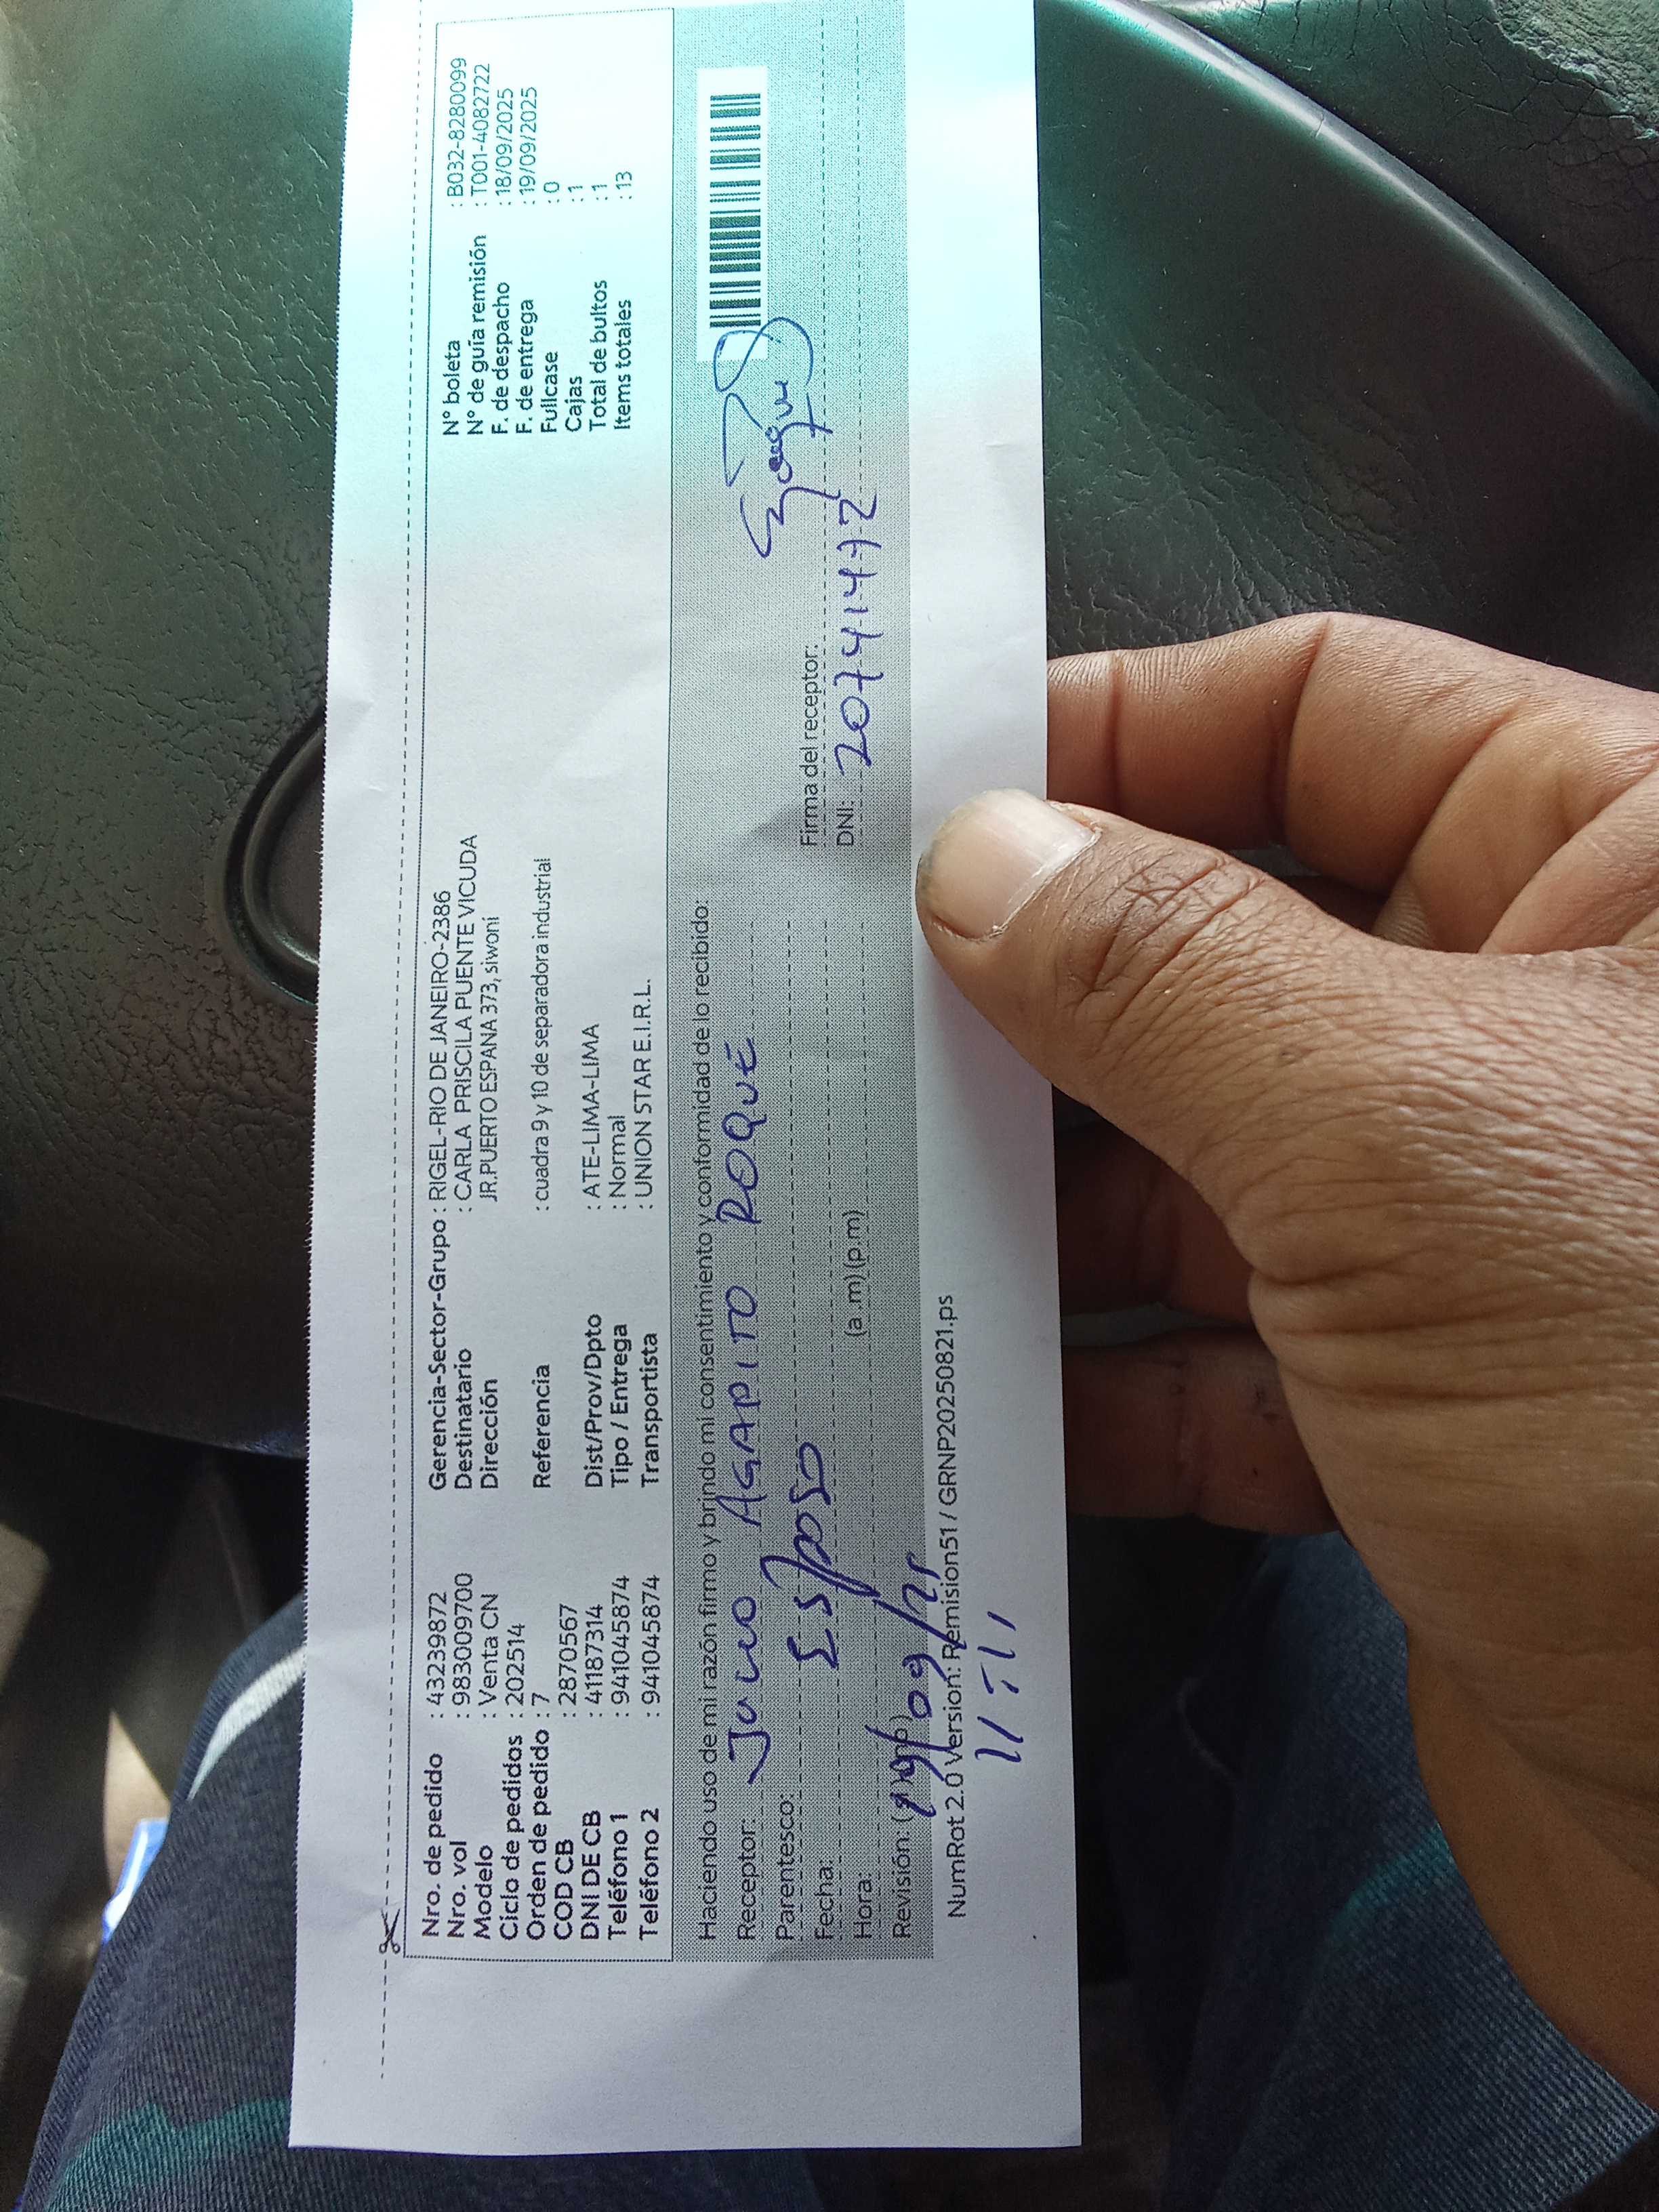 Nro. de pedido : 43239872
Nro. vol : 983009700
Modelo : Venta CN
Ciclo de pedidos : 202514
Orden de pedido : 7
COD CB : 2870567
DNI DE CB : 41187314
Teléfono 1 : 941045874
Teléfono 2 : 941045874
Gerencia-Sector-Grupo : RIGEL-RIO DE JANEIRO-2386
Destinatario : CARLA PRISCILA PUENTE VICUDA
Dirección JR.PUERTO ESPANA 373, siwoni
Referencia : cuadra 9 y 10 de separadora industrial
Dist/Prov/Dpto : ATE-LIMA-LIMA
Tipo / Entrega : Normal
Transportista : UNION STAR E.I.R.L.
N° boleta : B032-8280099
N° de guía remisión : T001-4082722
F. de despacho : 18/09/2025
F. de entrega : 19/09/2025
Fullcase : 0
Cajas : 1
Total de bultos : 1
Items totales : 13
Haciendo uso de mi razón firmo y brindo mi consentimiento y conformidad de lo recibido:
Receptor: Julio AGAPITO ROQUE
Parentesco: Esposo
Fecha:
Hora: (a.m) (p.m)
Revisión: 19/09/25
Firma del receptor:
DNI: 20741472
NumRot 2.0 Version: Remision51 / GRNP20250821.ps
11:11